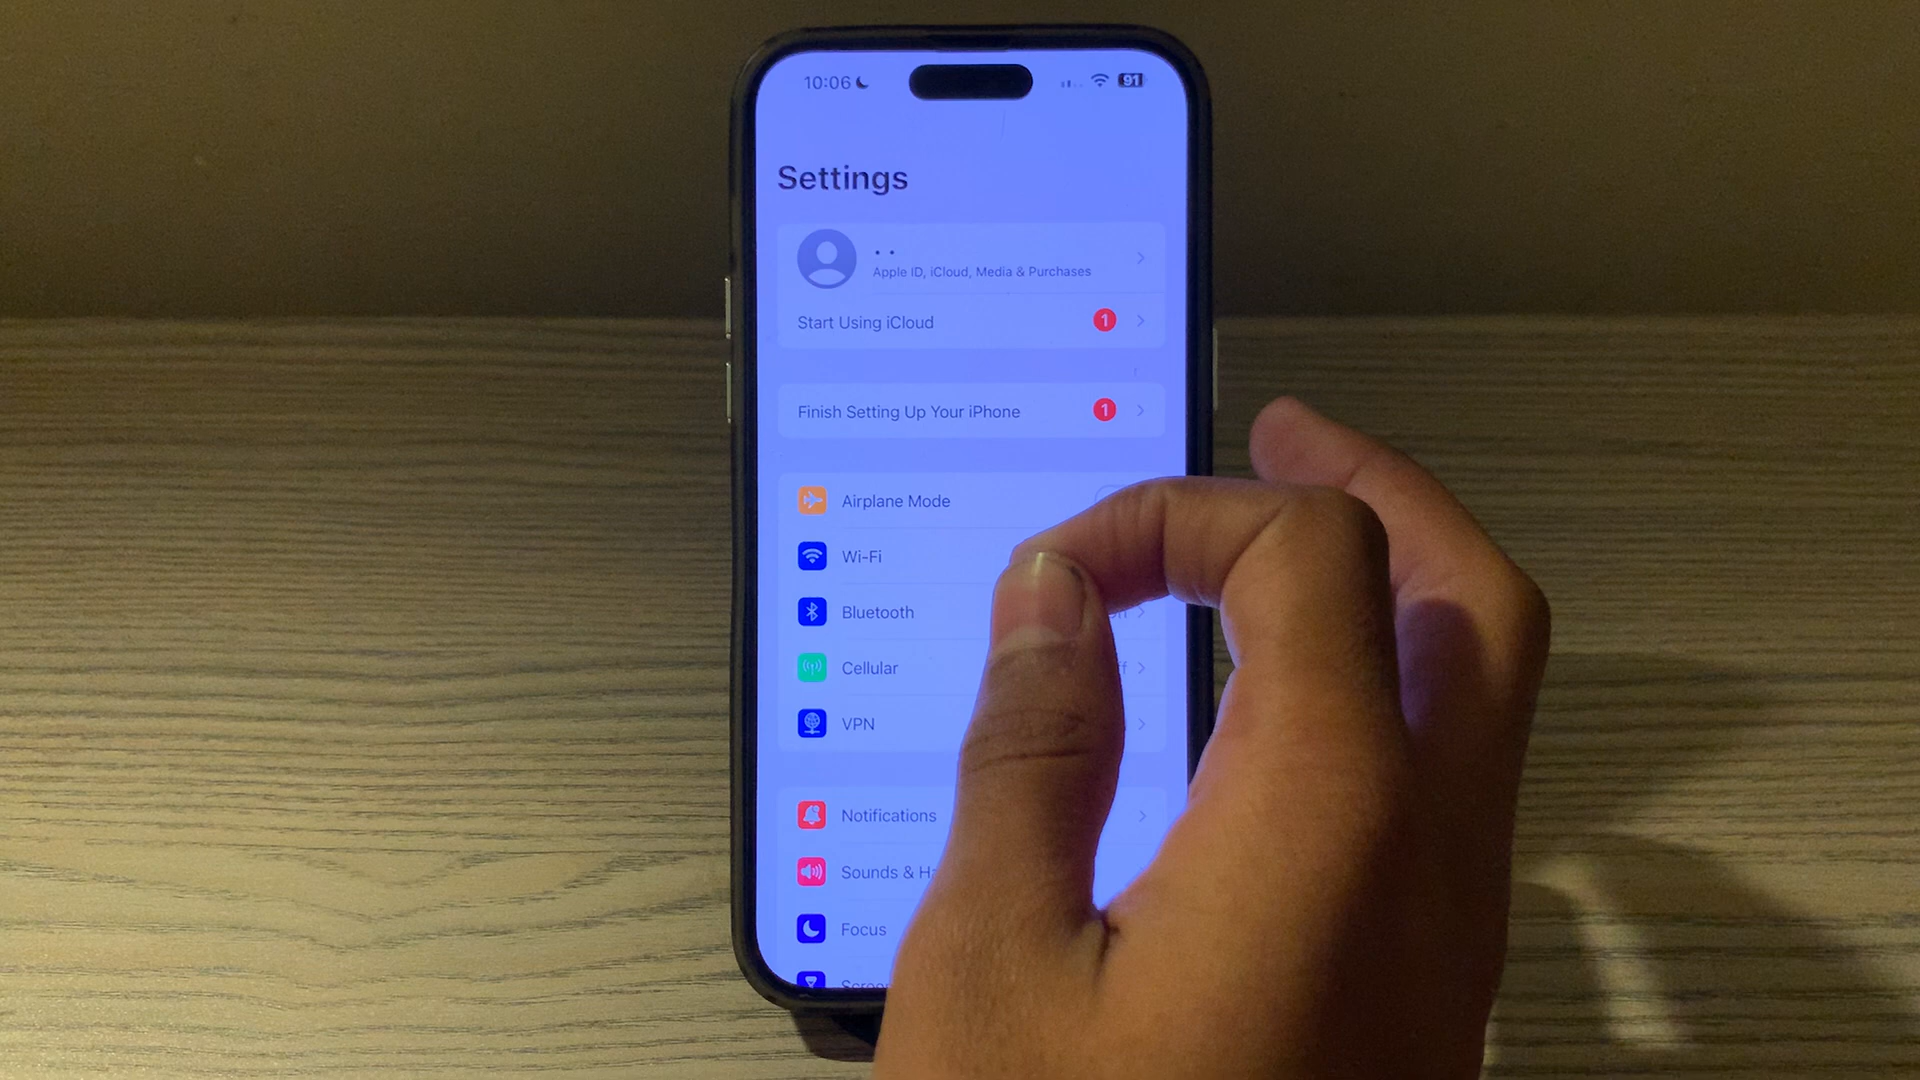 10:06
91
Settings
Apple ID, iCloud, Media & Purchases
Start Using iCloud 1
Finish Setting Up Your iPhone 1
Airplane Mode
Wi-Fi
Bluetooth
Cellular
VPN
Notifications
Sounds &
Focus